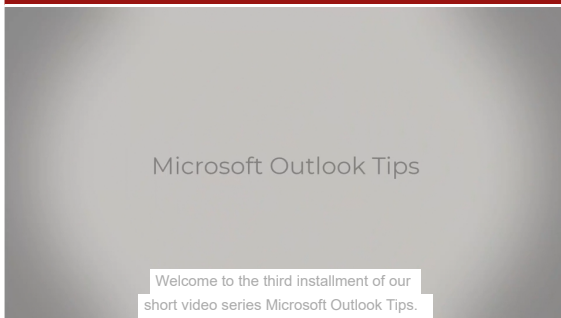 Microsoft Outlook Tips
Welcome to the third installment of our
short video series Microsoft Outlook Tips.